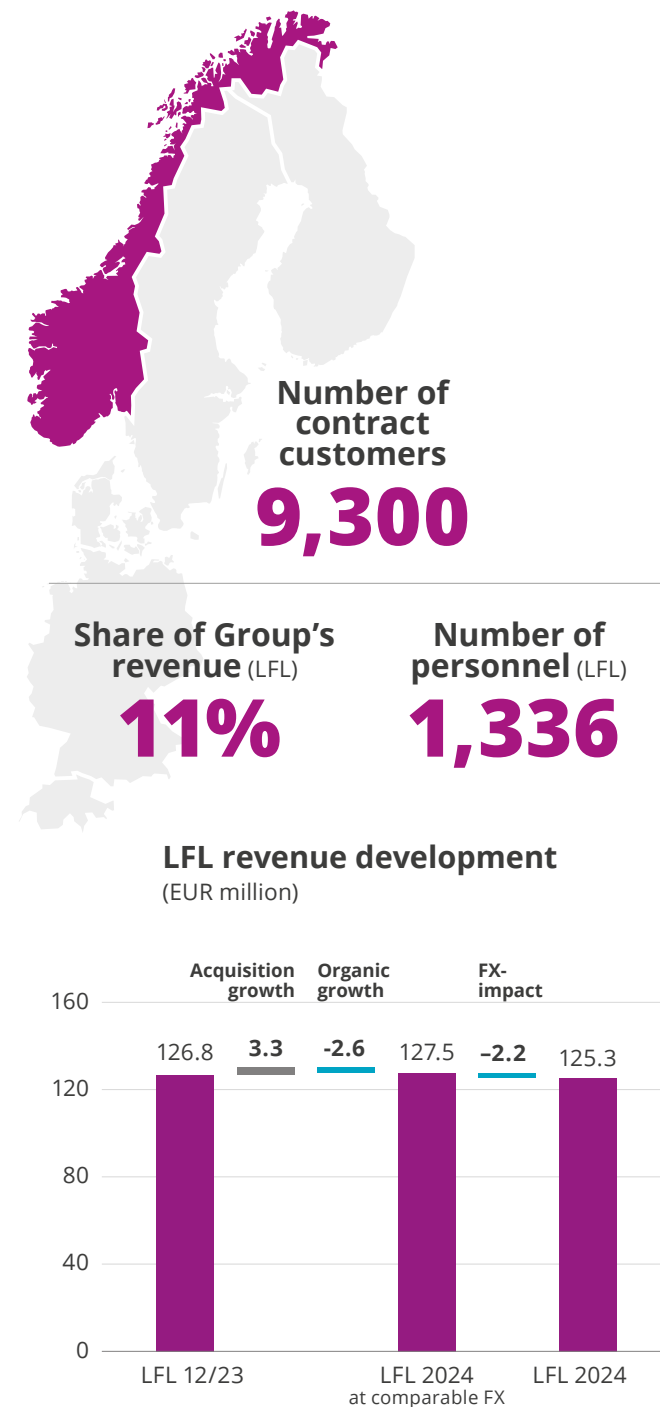 Number of
contract
customers
9,300
Share of Group’s
revenue (LFL)
11%
Number of
personnel (LFL)
1,336
LFL revenue development
(EUR million)
Acquisition
growth
Organic
growth
FX-
impact
160
126.8
3.3
-2.6
127.5
–2.2
125.3
120
80
40
0
LFL 12/23
LFL 2024
at comparable FX
LFL 2024